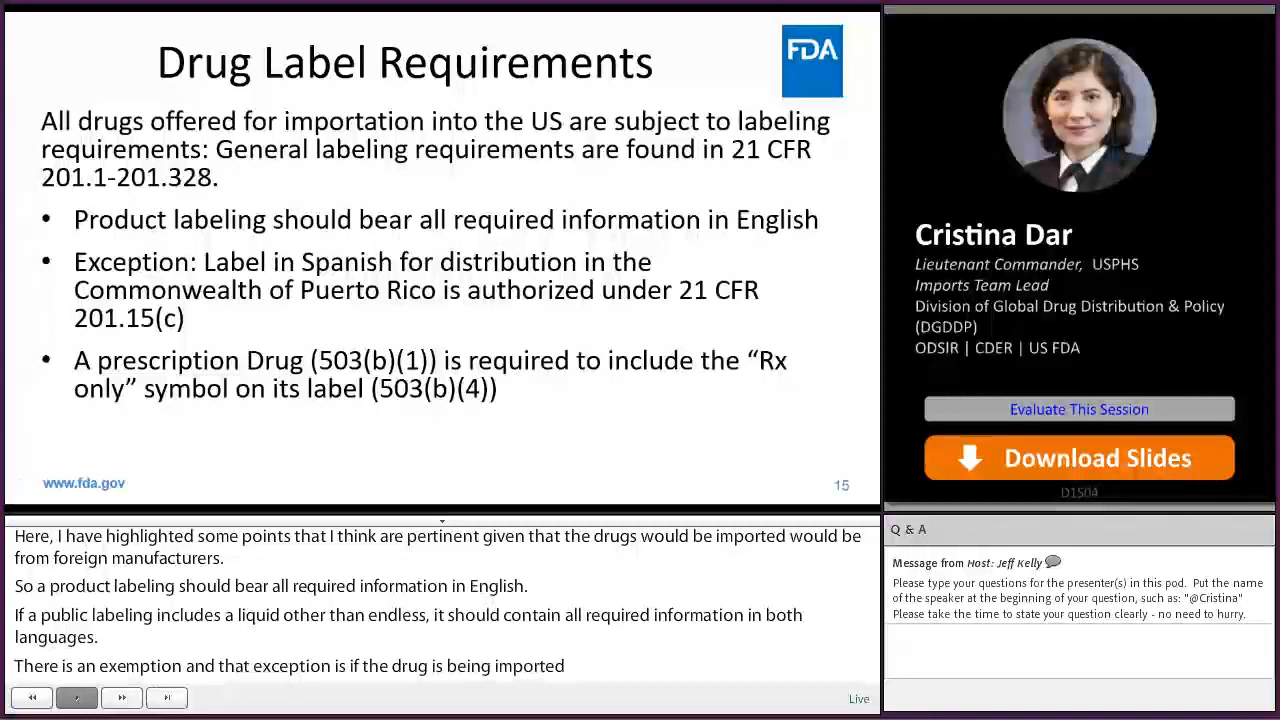 Drug Label Requirements
FDA
All drugs offered for importation into the US are subject to labeling
requirements: General labeling requirements are found in 21 CFR
201.1-201.328.
• Product labeling should bear all required information in English
• Exception: Label in Spanish for distribution in the
Commonwealth of Puerto Rico is authorized under 21 CFR
201.15(c)
• A prescription Drug (503(b)(1)) is required to include the “Rx
only” symbol on its label (503(b)(4))
www.fda.gov
15
Cristina Dar
Lieutenant Commander, USPHS
Imports Team Lead
Division of Global Drug Distribution & Policy
(DGDDP)
ODSIR | CDER | US FDA
Evaluate This Session
Download Slides
D1S04
Here, I have highlighted some points that I think are pertinent given that the drugs would be imported would be
from foreign manufacturers.
So a product labeling should bear all required information in English.
If a public labeling includes a liquid other than endless, it should contain all required information in both
languages.
There is an exemption and that exception is if the drug is being imported
Live
Q & A
Message from Host: Jeff Kelly
Please type your questions for the presenter(s) in this pod. Put the name
of the speaker at the beginning of your question, such as: "@Cristina"
Please take the time to state your question clearly - no need to hurry.